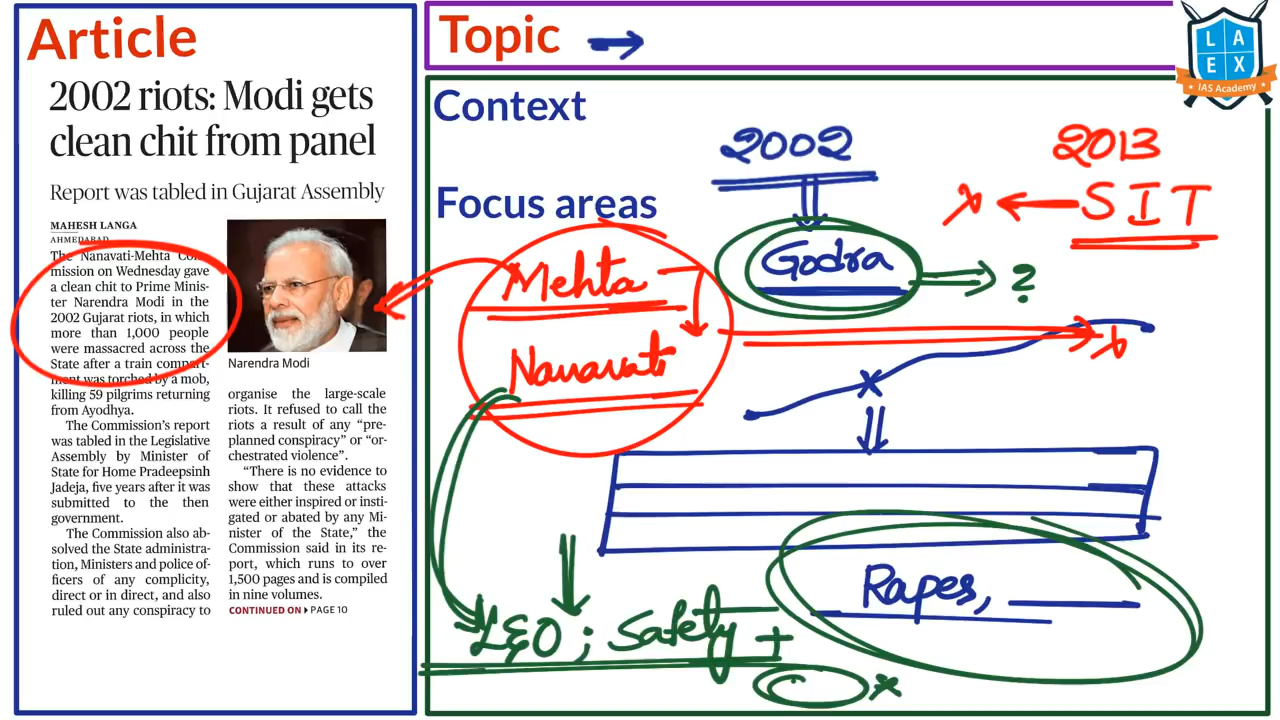 Article
2002 riots: Modi gets
clean chit from panel
Report was tabled in Gujarat Assembly
MAHESH LANGA
AHMEDABAD
The Nanavati-Mehta Com-
mission on Wednesday gave
a clean chit to Prime Minis-
ter Narendra Modi in the
2002 Gujarat riots, in which
more than 1,000 people
were massacred across the
State after a train compart-
ment was torched by a mob,
killing 59 pilgrims returning
from Ayodhya.
The Commission's report
was tabled in the Legislative
Assembly by Minister of
State for Home Pradeepsinh
Jadeja, five years after it was
submitted to the then
government.
The Commission also ab-
solved the State administra-
tion, Ministers and police of-
ficers of any complicity,
direct or in direct, and also
ruled out any conspiracy to
Narendra Modi
organise the large-scale
riots. It refused to call the
riots a result of any "pre-
planned conspiracy" or "or-
chestrated violence".
"There is no evidence to
show that these attacks
were either inspired or insti-
gated or abated by any Mi-
nister of the State," the
Commission said in its re-
port, which runs to over
1,500 pages and is compiled
in nine volumes.
CONTINUED ON PAGE 10
Topic
LA
EX
IAS Academy
Context
2002
2013
Focus areas
SIT
Godra
?
Mehta
Nanavati
Rapes,
L&O ; Safety +